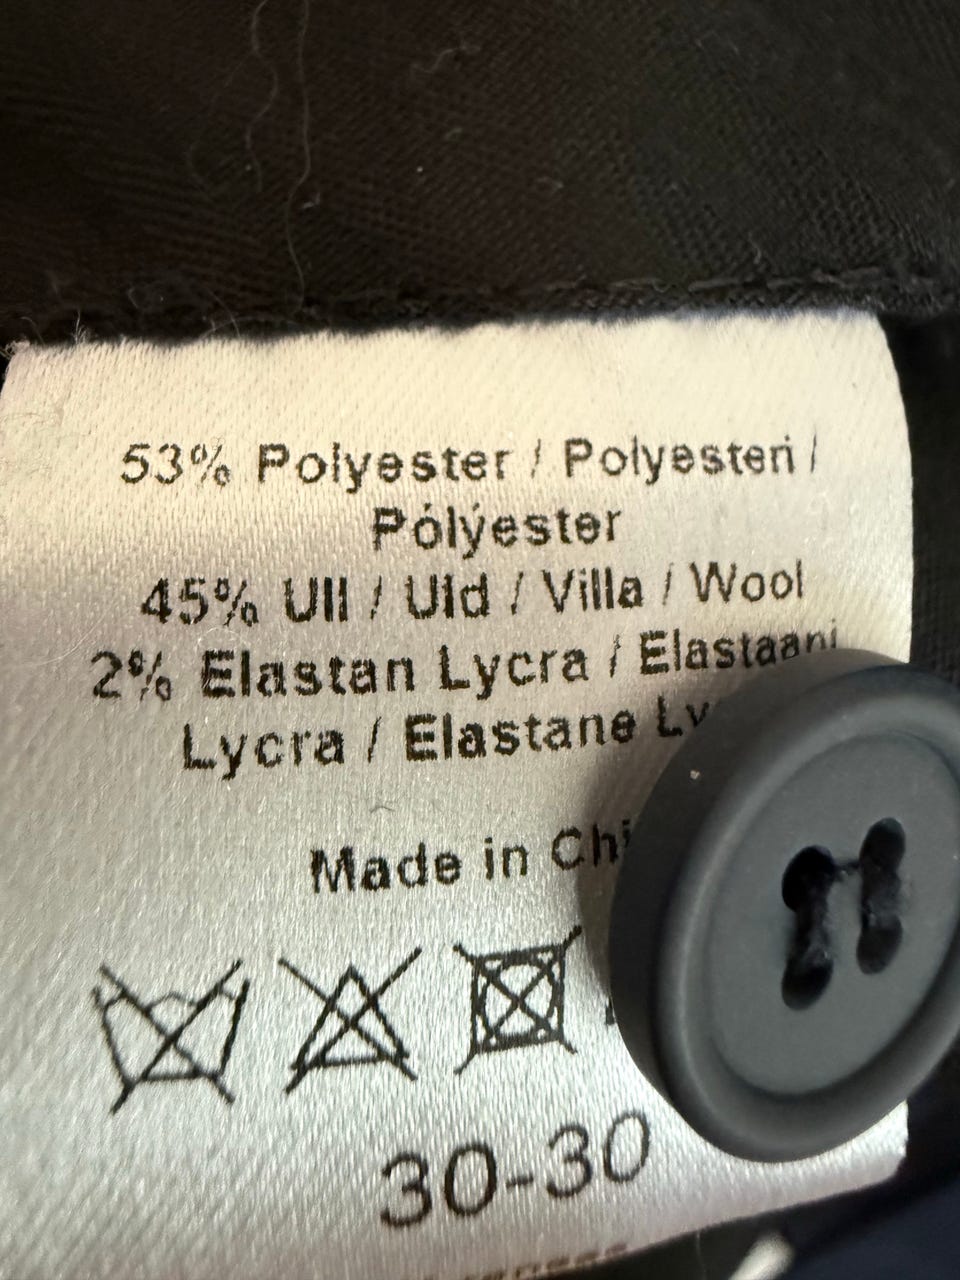 53% Polyester / Polyesteri /
Pólýester
45% Ull / Uld / Villa / Wool
2% Elastan Lycra / Elastaani
Lycra / Elastane
Made in
30-30